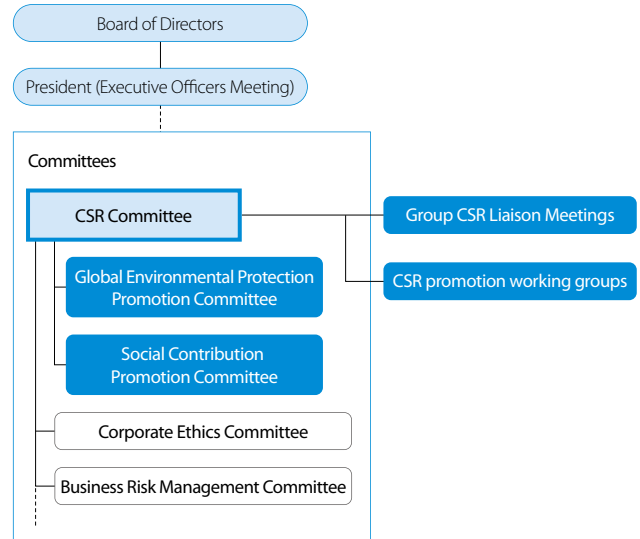 Board of Directors
President (Executive Officers Meeting)
Committees
CSR Committee
Group CSR Liaison Meetings
CSR promotion working groups
Global Environmental Protection
Promotion Committee
Social Contribution
Promotion Committee
Corporate Ethics Committee
Business Risk Management Committee